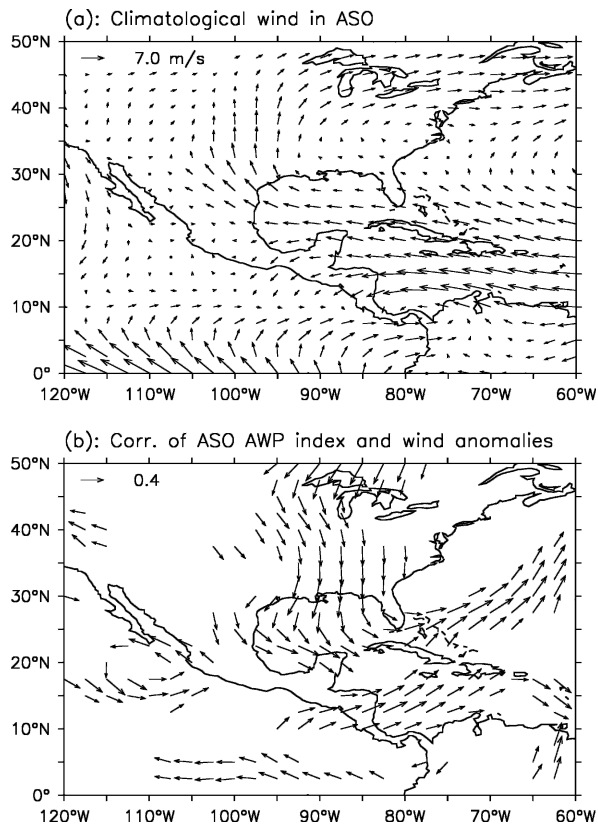 (a): Climatological wind in ASO
50°N
7.0 m/s
40°N
30°N
20°N
10°N
0°
120°W 110°W 100°W 90°W 80°W 70°W 60°W
(b): Corr. of ASO AWP index and wind anomalies
50°N
0.4
40°N
30°N
20°N
10°N
0°
120°W 110°W 100°W 90°W 80°W 70°W 60°W